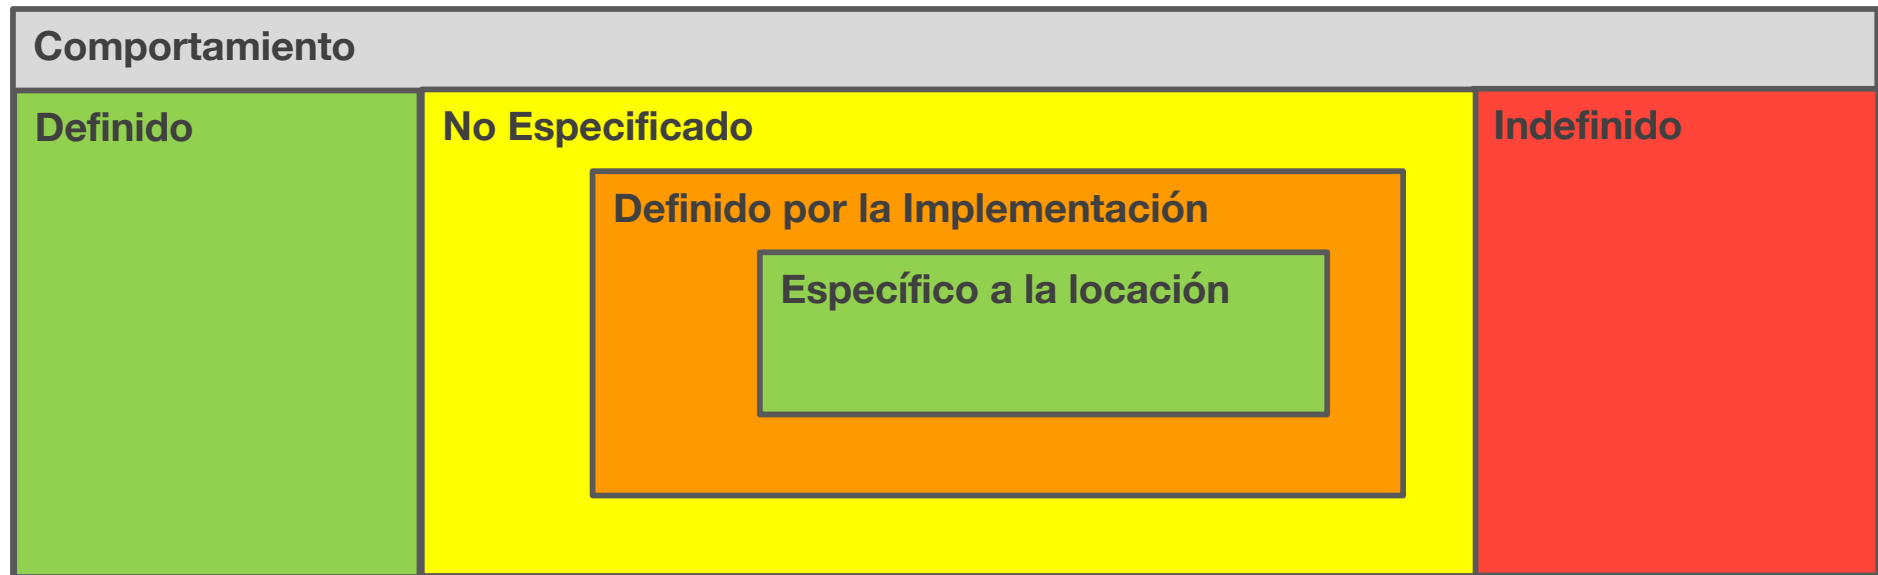 Comportamiento
Definido
No Especificado
Indefinido
Definido por la Implementación
Específico a la locación